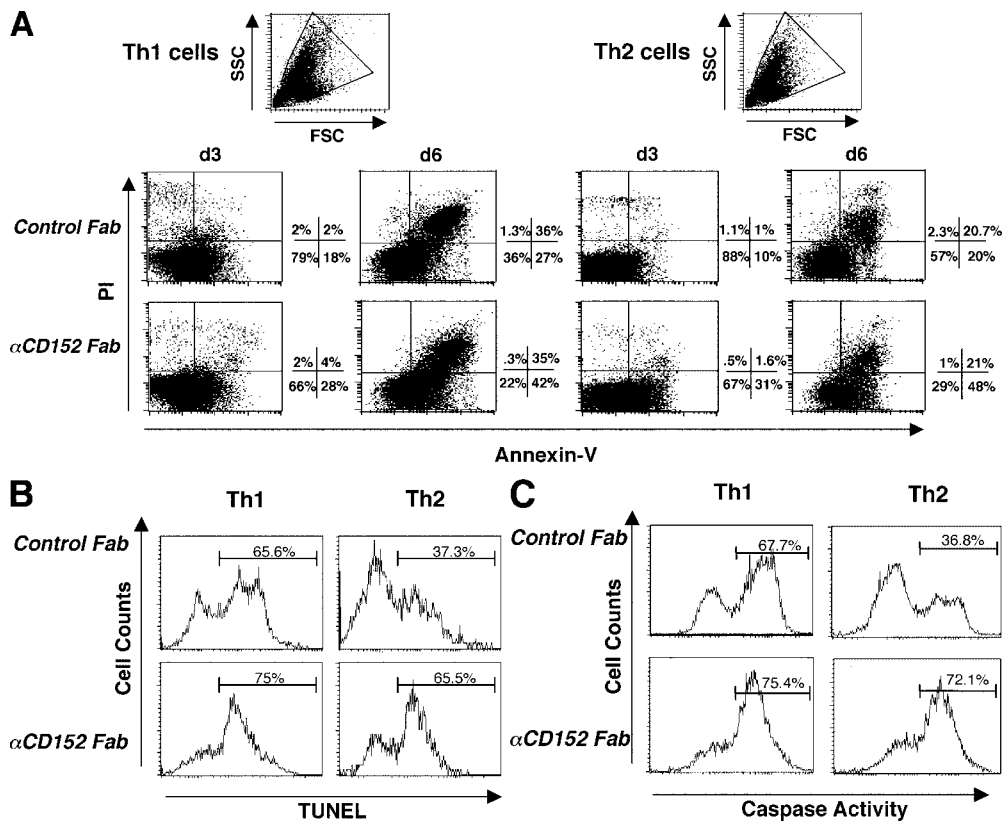 A
Th1 cells
SSC
FSC
Th2 cells
SSC
FSC
d3
d6
d3
d6
Control Fab
2% 2%
79% 18%
1.3% 36%
36% 27%
1.1% 1%
88% 10%
2.3% 20.7%
57% 20%
PI
αCD152 Fab
2% 4%
66% 28%
.3% 35%
22% 42%
.5% 1.6%
67% 31%
1% 21%
29% 48%
Annexin-V
B
Th1
Th2
Control Fab
65.6%
37.3%
Cell Counts
αCD152 Fab
75%
65.5%
TUNEL
C
Th1
Th2
Control Fab
67.7%
36.8%
Cell Counts
αCD152 Fab
75.4%
72.1%
Caspase Activity